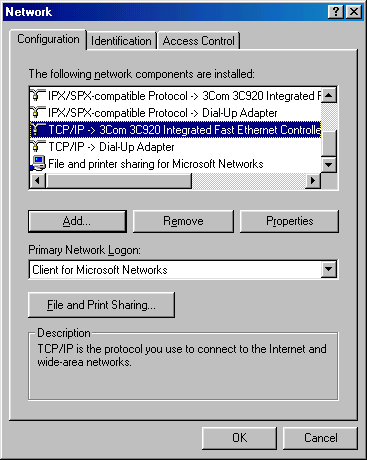 Network
Configuration Identification Access Control
The following network components are installed:
IPX/SPX-compatible Protocol -> 3Com 3C920 Integrated F
IPX/SPX-compatible Protocol -> Dial-Up Adapter
TCP/IP -> 3Com 3C920 Integrated Fast Ethernet Controlle
TCP/IP -> Dial-Up Adapter
File and printer sharing for Microsoft Networks
Add... Remove Properties
Primary Network Logon:
Client for Microsoft Networks
File and Print Sharing...
Description
TCP/IP is the protocol you use to connect to the Internet and
wide-area networks.
OK Cancel